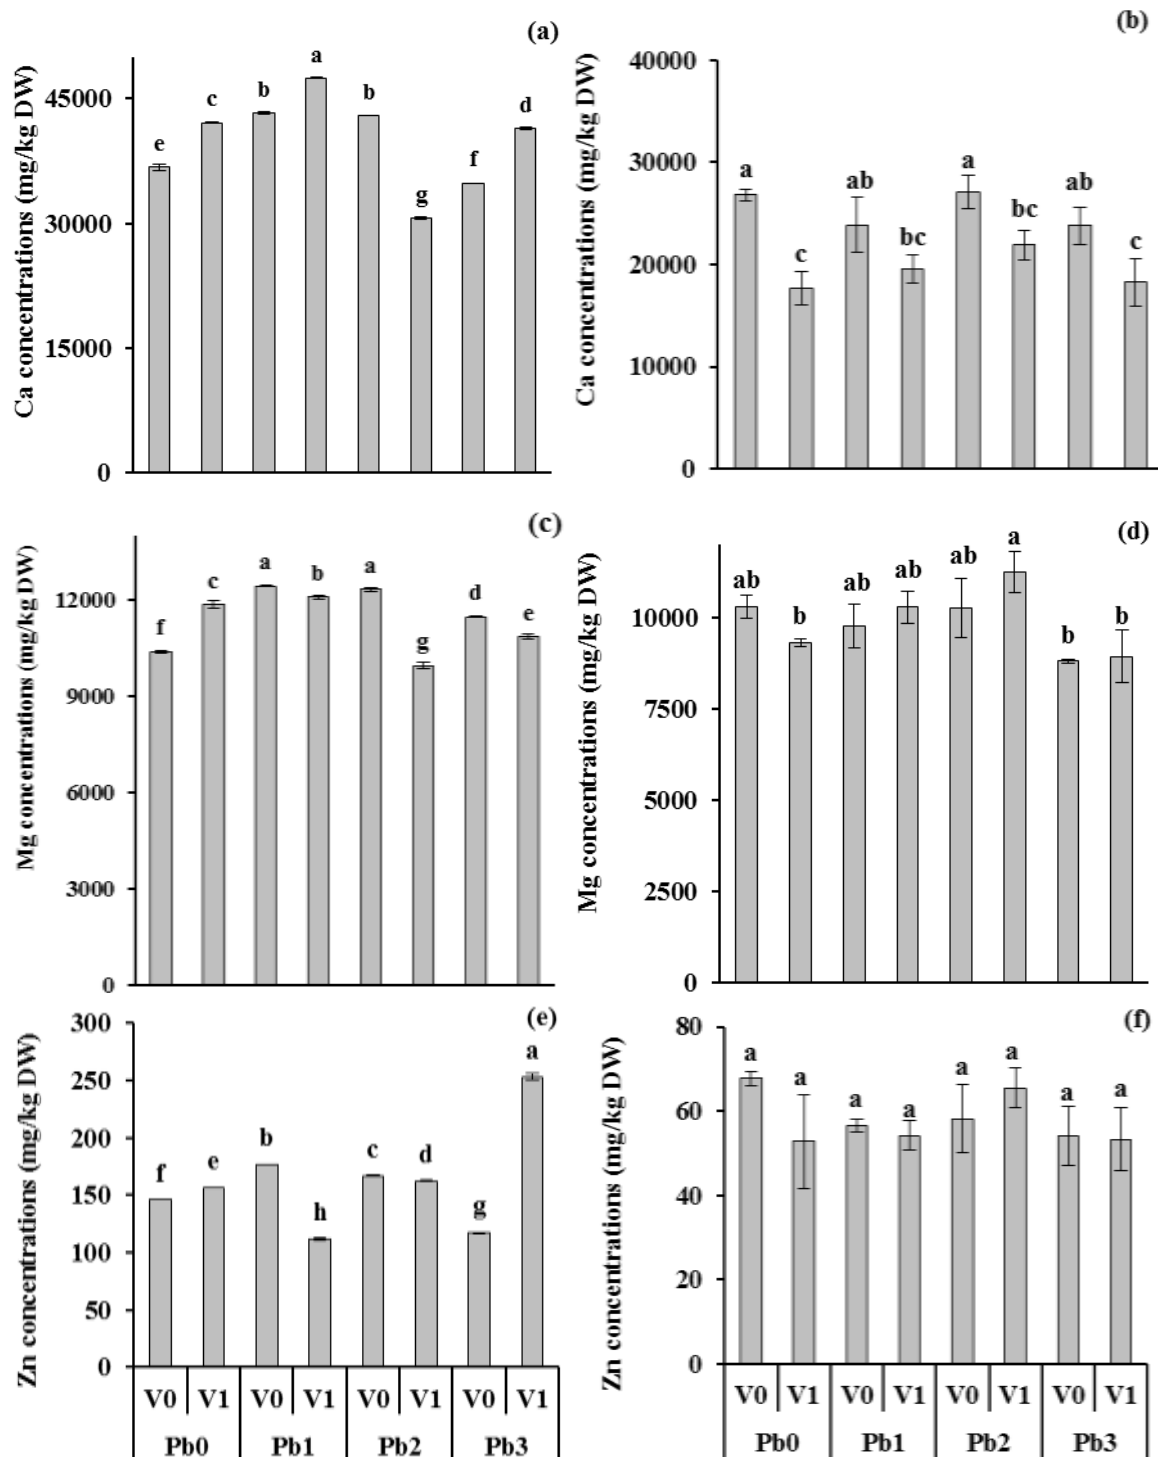 (a)
Ca concentrations (mg/kg DW)
45000
30000
15000
0
e
c
b
a
b
g
f
d
(b)
Ca concentrations (mg/kg DW)
40000
30000
20000
10000
0
a
c
ab
bc
a
bc
ab
c
(c)
Mg concentrations (mg/kg DW)
12000
9000
6000
3000
0
f
c
a
b
a
g
d
e
(d)
Mg concentrations (mg/kg DW)
10000
7500
5000
2500
0
ab
b
ab
ab
ab
a
b
b
(e)
Zn concentrations (mg/kg DW)
300
250
200
150
100
50
0
f
e
b
h
c
d
g
a
V0 V1 V0 V1 V0 V1 V0 V1
Pb0 Pb1 Pb2 Pb3
(f)
Zn concentrations (mg/kg DW)
80
60
40
20
0
a
a
a
a
a
a
a
a
V0 V1 V0 V1 V0 V1 V0 V1
Pb0 Pb1 Pb2 Pb3